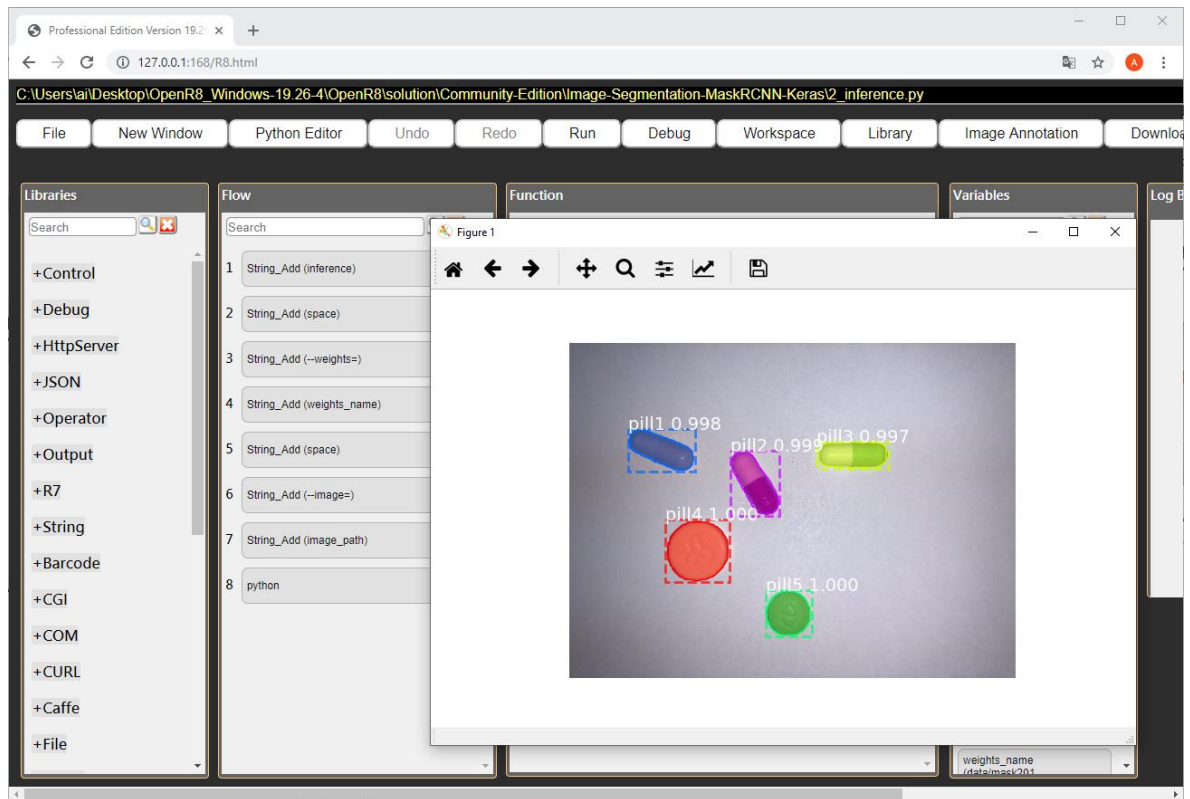 Professional Edition Version 19.2
127.0.0.1:168/R8.html
A
C:\Users\ai\Desktop\OpenR8_Windows-19.26-4\OpenR8\solution\Community-Edition\Image-Segmentation-MaskRCNN-Keras\2_inference.py
File New Window Python Editor Undo Redo Run Debug Workspace Library Image Annotation Downloa
Libraries
Search
+Control
+Debug
+HttpServer
+JSON
+Operator
+Output
+R7
+String
+Barcode
+CGI
+COM
+CURL
+Caffe
+File
Flow
Search
1 String_Add (inference)
2 String_Add (space)
3 String_Add (--weights=)
4 String_Add (weights_name)
5 String_Add (space)
6 String_Add (--image=)
7 String_Add (image_path)
8 python
Function
Figure 1
pill1 0.998
pill2 0.999
pill3 0.997
pill4 1.000
pill5 1.000
Variables
weights_name
(data/mask201
Log B